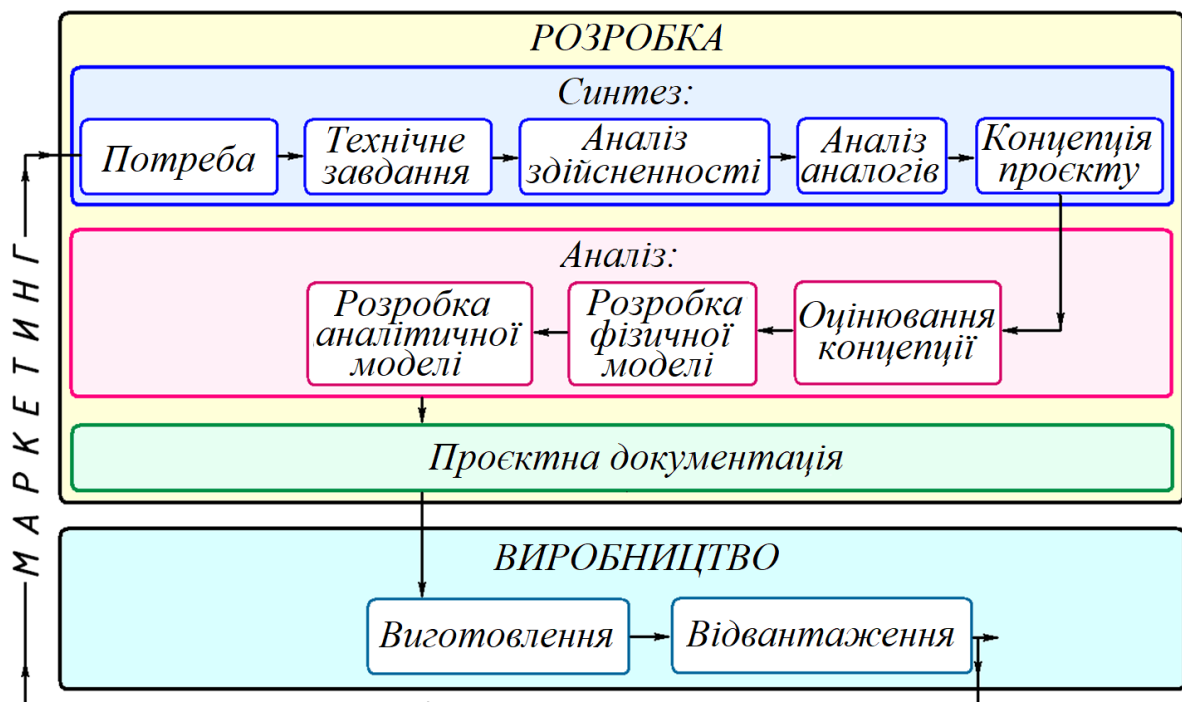 РОЗРОБКА
Синтез:
Потреба
Технічне
завдання
Аналіз
здійсненності
Аналіз
аналогів
Концепція
проєкту
Аналіз:
Розробка
аналітичної
моделі
Розробка
фізичної
моделі
Оцінювання
концепції
Проєктна документація
ВИРОБНИЦТВО
Виготовлення
Відвантаження
МАРКЕТИНГ